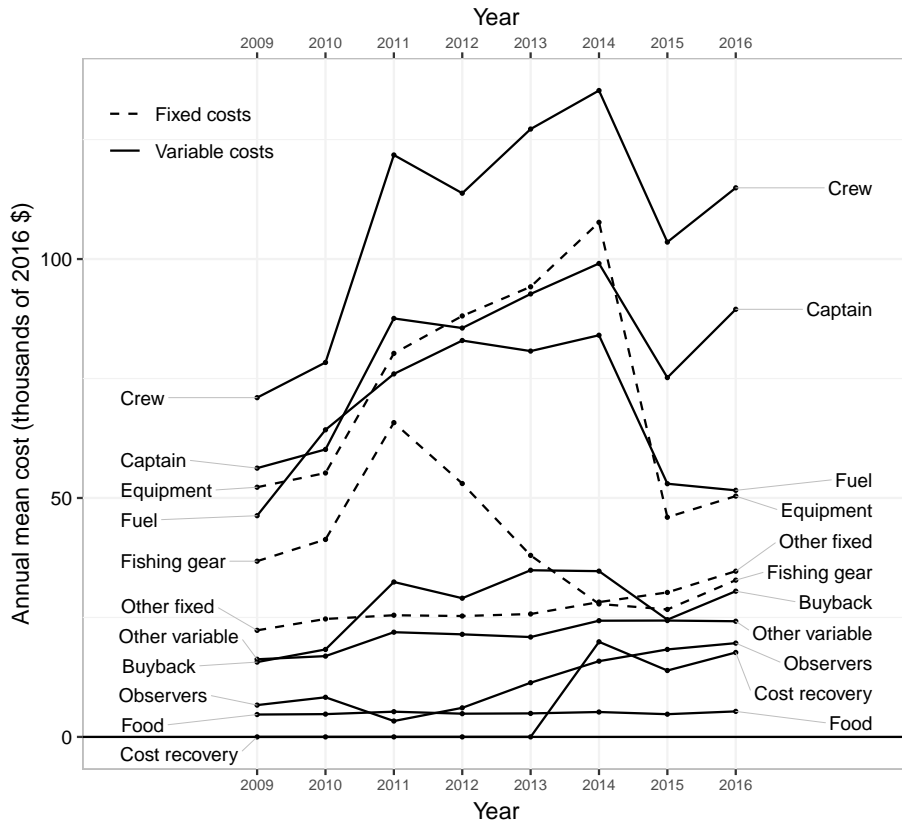 Year
2009 2010 2011 2012 2013 2014 2015 2016
Fixed costs
Variable costs
Annual mean cost (thousands of 2016 $)
100
50
0
Crew
Captain
Equipment
Fuel
Fishing gear
Other fixed
Other variable
Buyback
Observers
Food
Cost recovery
Crew
Captain
Fuel
Equipment
Other fixed
Fishing gear
Buyback
Other variable
Observers
Cost recovery
Food
2009 2010 2011 2012 2013 2014 2015 2016
Year